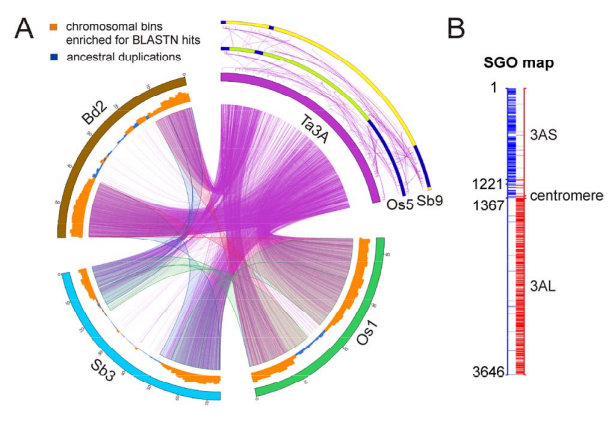 A
chromosomal bins
enriched for BLASTN hits
ancestral duplications
Bd2
Ta3A
Os5
Sb9
Sb3
Os1
B
SGO map
1
3AS
1221
centromere
1367
3AL
3646